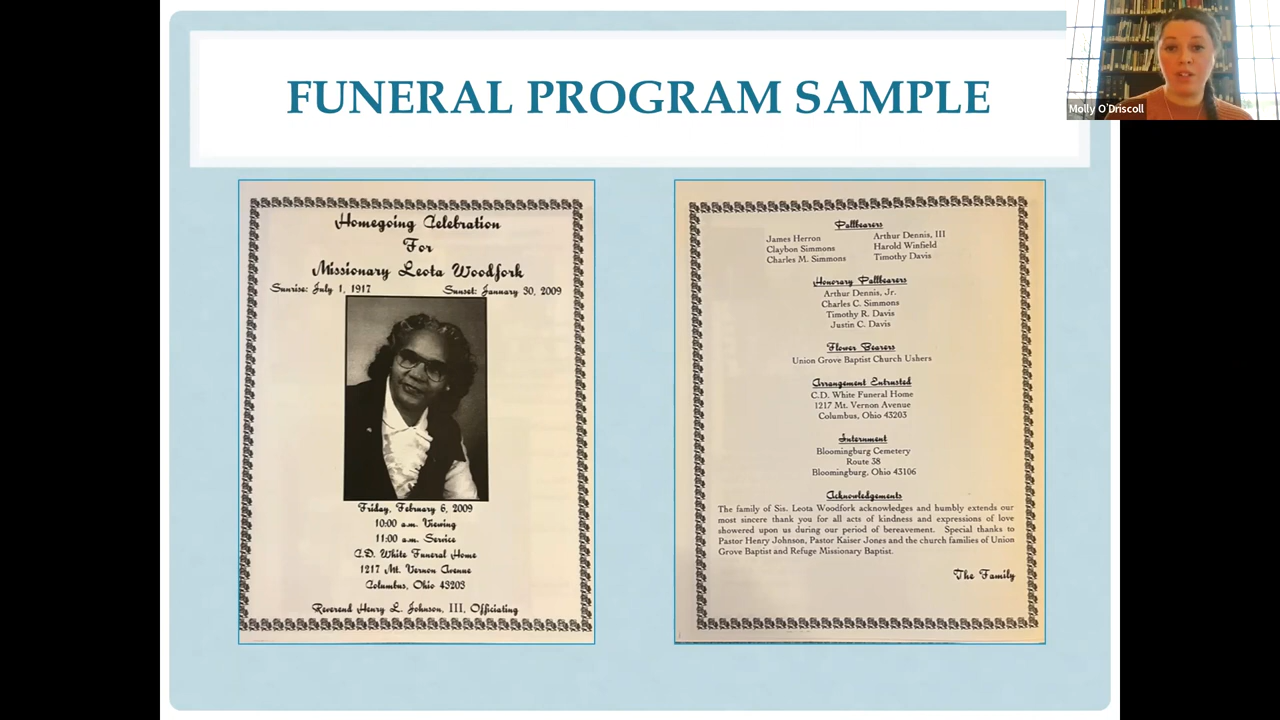 FUNERAL PROGRAM SAMPLE
Molly O'Driscoll
Homegoing Celebration
For
Missionary Leota Woodfork
Sunrise: July 1, 1917 Sunset: January 30, 2009
Friday, February 6, 2009
10:00 a.m. Viewing
11:00 a.m. Service
C.D. White Funeral Home
1217 Mt. Vernon Avenue
Columbus, Ohio 43203
Reverend Henry L. Johnson, III, Officiating
Pallbearers
James Herron Arthur Dennis, III
Claybon Simmons Harold Winfield
Charles M. Simmons Timothy Davis
Honorary Pallbearers
Arthur Dennis, Jr.
Charles C. Simmons
Timothy R. Davis
Justin C. Davis
Flower Bearers
Union Grove Baptist Church Ushers
Arrangement Entrusted
C.D. White Funeral Home
1217 Mt. Vernon Avenue
Columbus, Ohio 43203
Internment
Bloomingburg Cemetery
Route 38
Bloomingburg, Ohio 43106
Acknowledgements
The family of Sis. Leota Woodfork acknowledges and humbly extends our
most sincere thank you for all acts of kindness and expressions of love
showered upon us during our period of bereavement. Special thanks to
Pastor Henry Johnson, Pastor Kaiser Jones and the church families of Union
Grove Baptist and Refuge Missionary Baptist.
The Family